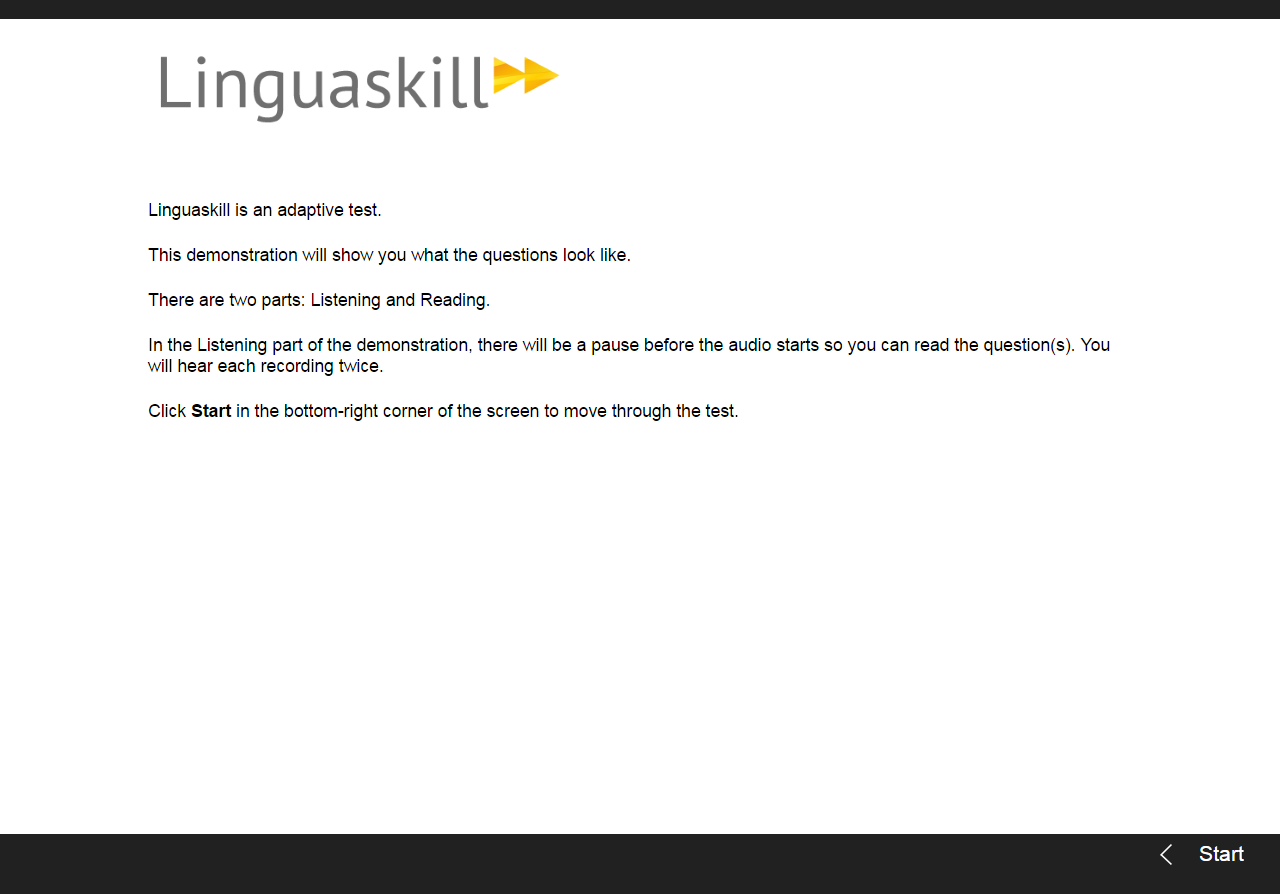 Linguaskill
Linguaskill is an adaptive test.
This demonstration will show you what the questions look like.
There are two parts: Listening and Reading.
In the Listening part of the demonstration, there will be a pause before the audio starts so you can read the question(s). You
will hear each recording twice.
Click Start in the bottom-right corner of the screen to move through the test.
Start